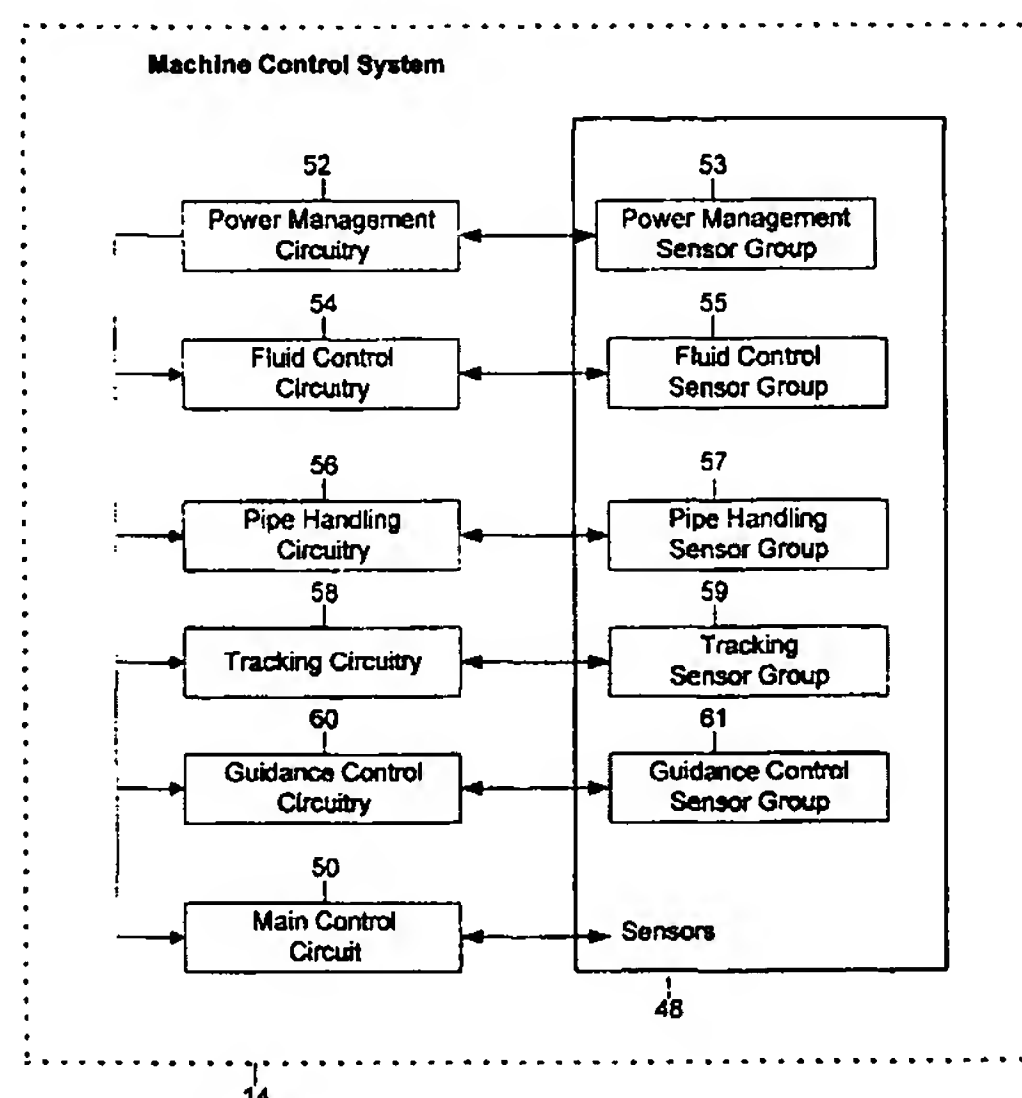 Machine Control System
52
53
Power Management
Circuitry
Power Management
Sensor Group
54
55
Fluid Control
Circuitry
Fluid Control
Sensor Group
56
57
Pipe Handling
Circuitry
Pipe Handling
Sensor Group
58
59
Tracking Circuitry
Tracking
Sensor Group
60
61
Guidance Control
Circuitry
Guidance Control
Sensor Group
50
Main Control
Circuit
Sensors
48
14